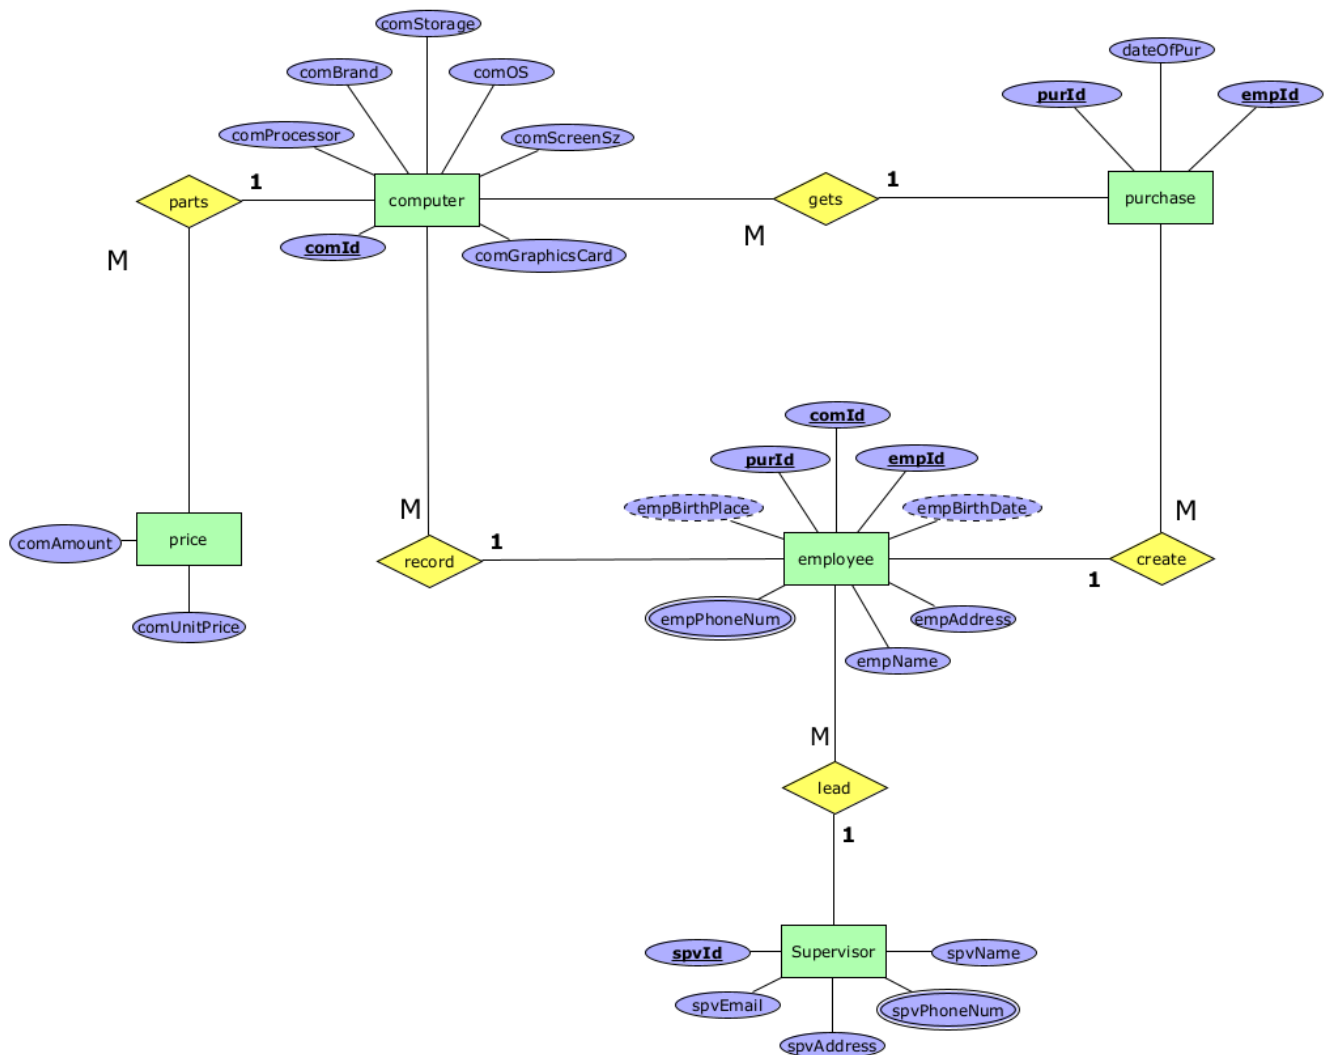 comStorage
dateOfPur
comBrand
comOS
purId
empId
comProcessor
comScreenSz
parts
1
computer
gets
1
purchase
M
comId
comGraphicsCard
M
comId
purId
empId
M
empBirthPlace
empBirthDate
M
comAmount
price
record
1
employee
1
create
comUnitPrice
empPhoneNum
empAddress
empName
M
lead
1
spvId
Supervisor
spvName
spvEmail
spvPhoneNum
spvAddress